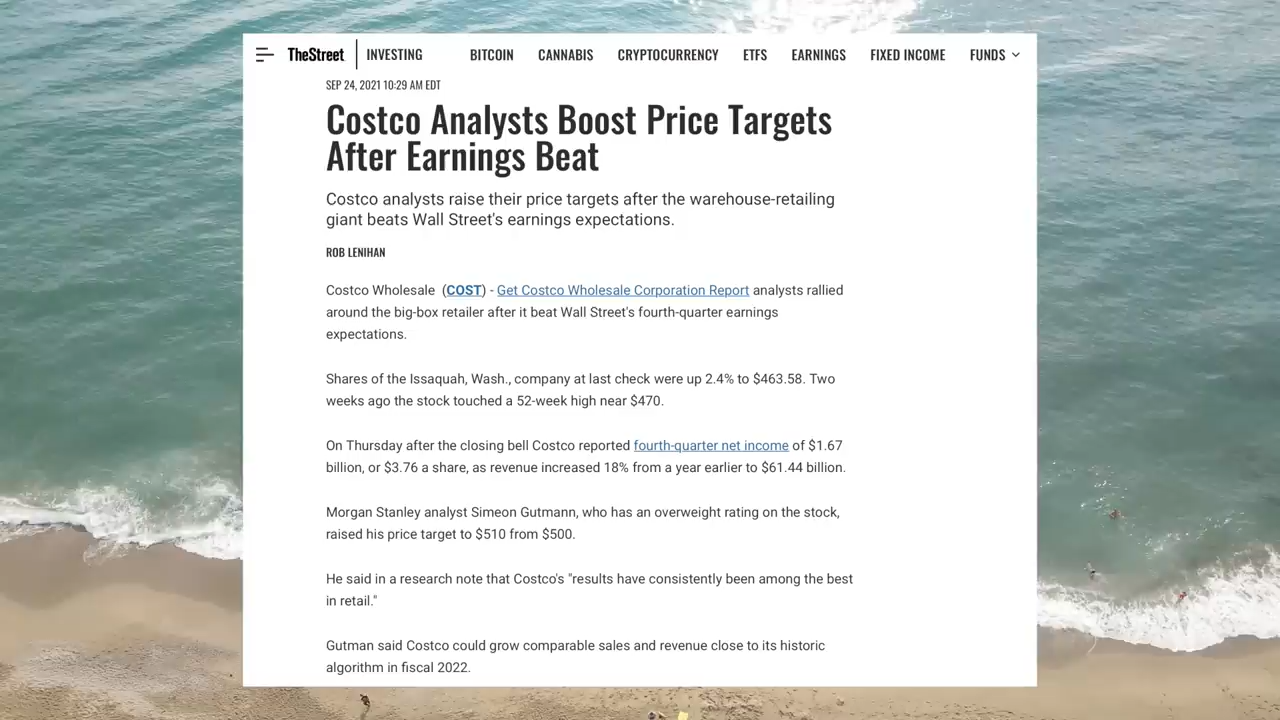 TheStreet INVESTING BITCOIN CANNABIS CRYPTOCURRENCY ETFS EARNINGS FIXED INCOME FUNDS
SEP 24, 2021 10:29 AM EDT
Costco Analysts Boost Price Targets
After Earnings Beat
Costco analysts raise their price targets after the warehouse-retailing
giant beats Wall Street's earnings expectations.
ROB LENIHAN
Costco Wholesale (COST) - Get Costco Wholesale Corporation Report analysts rallied
around the big-box retailer after it beat Wall Street's fourth-quarter earnings
expectations.
Shares of the Issaquah, Wash., company at last check were up 2.4% to $463.58. Two
weeks ago the stock touched a 52-week high near $470.
On Thursday after the closing bell Costco reported fourth-quarter net income of $1.67
billion, or $3.76 a share, as revenue increased 18% from a year earlier to $61.44 billion.
Morgan Stanley analyst Simeon Gutmann, who has an overweight rating on the stock,
raised his price target to $510 from $500.
He said in a research note that Costco's "results have consistently been among the best
in retail."
Gutman said Costco could grow comparable sales and revenue close to its historic
algorithm in fiscal 2022.